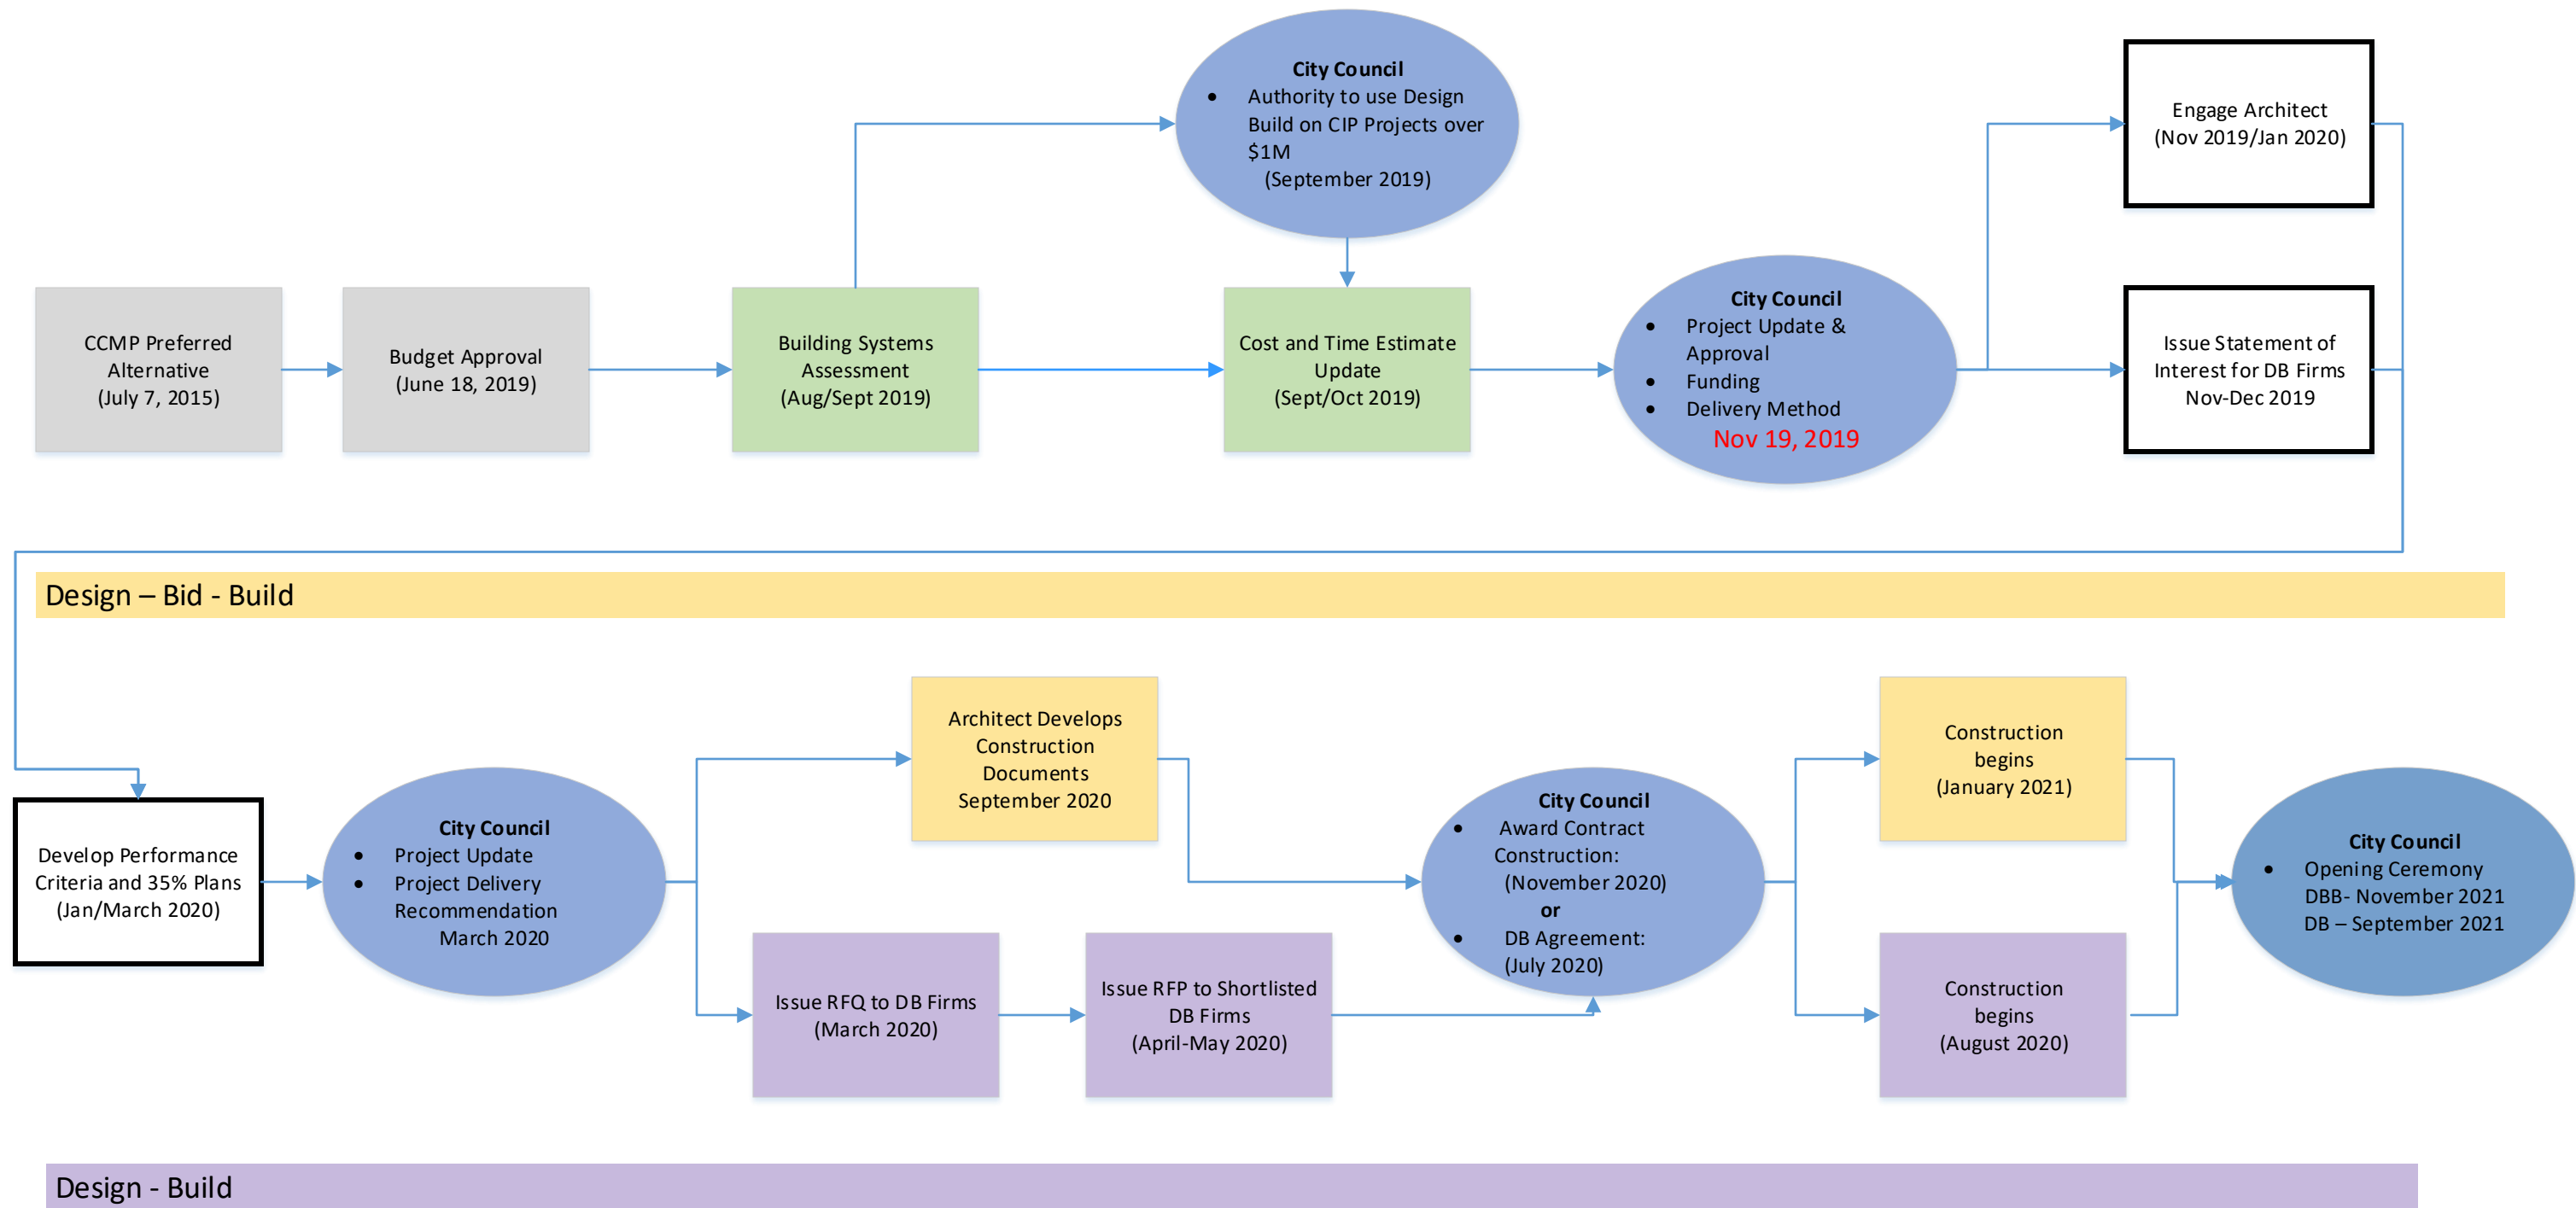 City Council
• Authority to use Design
Build on CIP Projects over
$1M
(September 2019)
Engage Architect
(Nov 2019/Jan 2020)
CCMP Preferred
Alternative
(July 7, 2015)
Budget Approval
(June 18, 2019)
Building Systems
Assessment
(Aug/Sept 2019)
Cost and Time Estimate
Update
(Sept/Oct 2019)
City Council
• Project Update &
Approval
• Funding
• Delivery Method
Nov 19, 2019
Issue Statement of
Interest for DB Firms
Nov-Dec 2019
Design – Bid - Build
Develop Performance
Criteria and 35% Plans
(Jan/March 2020)
City Council
• Project Update
• Project Delivery
Recommendation
March 2020
Architect Develops
Construction
Documents
September 2020
Issue RFQ to DB Firms
(March 2020)
Issue RFP to Shortlisted
DB Firms
(April-May 2020)
City Council
• Award Contract
Construction:
(November 2020)
or
• DB Agreement:
(July 2020)
Construction
begins
(January 2021)
Construction
begins
(August 2020)
City Council
• Opening Ceremony
DBB- November 2021
DB – September 2021
Design - Build